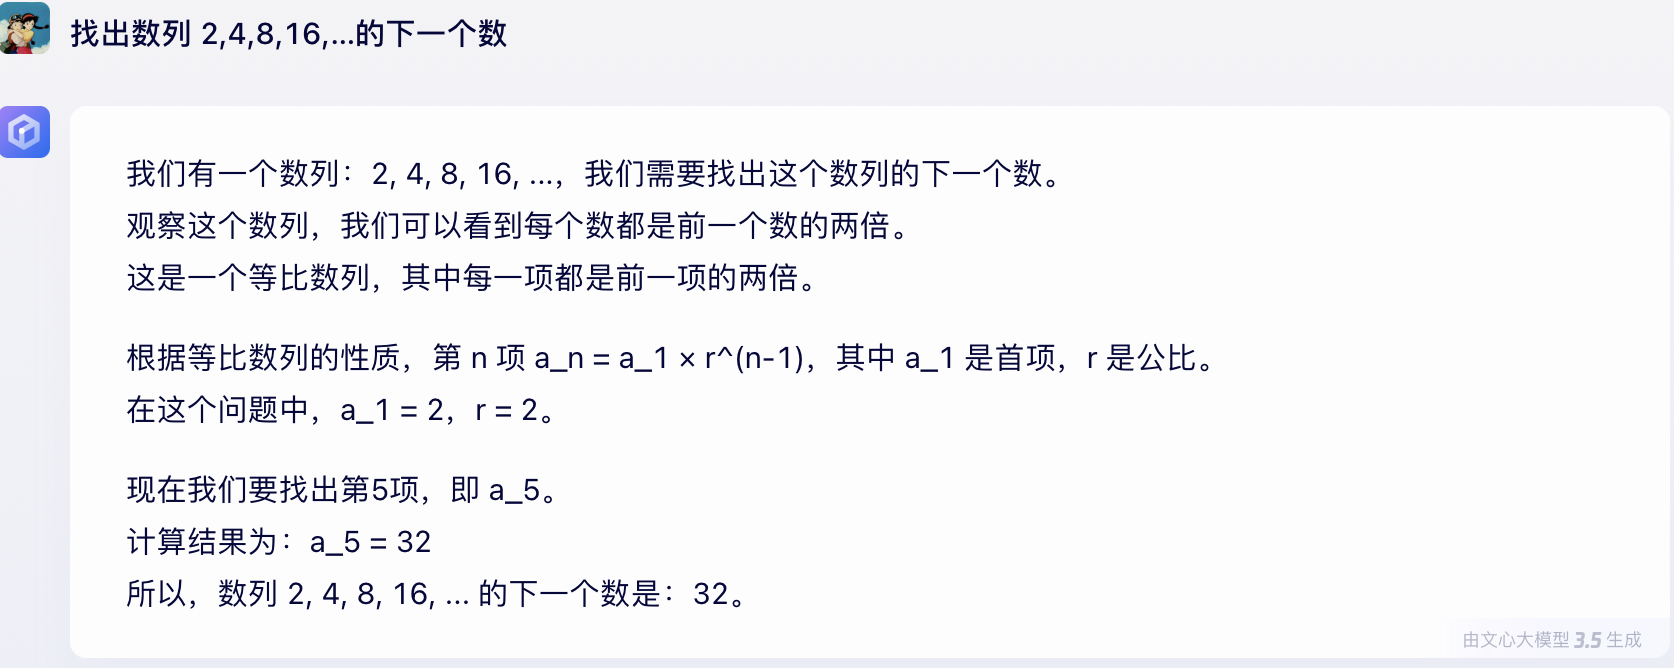 找出数列 2,4,8,16,...的下一个数
我们有一个数列：2, 4, 8, 16, ...，我们需要找出这个数列的下一个数。
观察这个数列，我们可以看到每个数都是前一个数的两倍。
这是一个等比数列，其中每一项都是前一项的两倍。
根据等比数列的性质，第 n 项 a_n = a_1 × r^(n-1)，其中 a_1 是首项，r 是公比。
在这个问题中，a_1 = 2，r = 2。
现在我们要找出第5项，即 a_5。
计算结果为：a_5 = 32
所以，数列 2, 4, 8, 16, ... 的下一个数是：32。
由文心大模型 3.5 生成